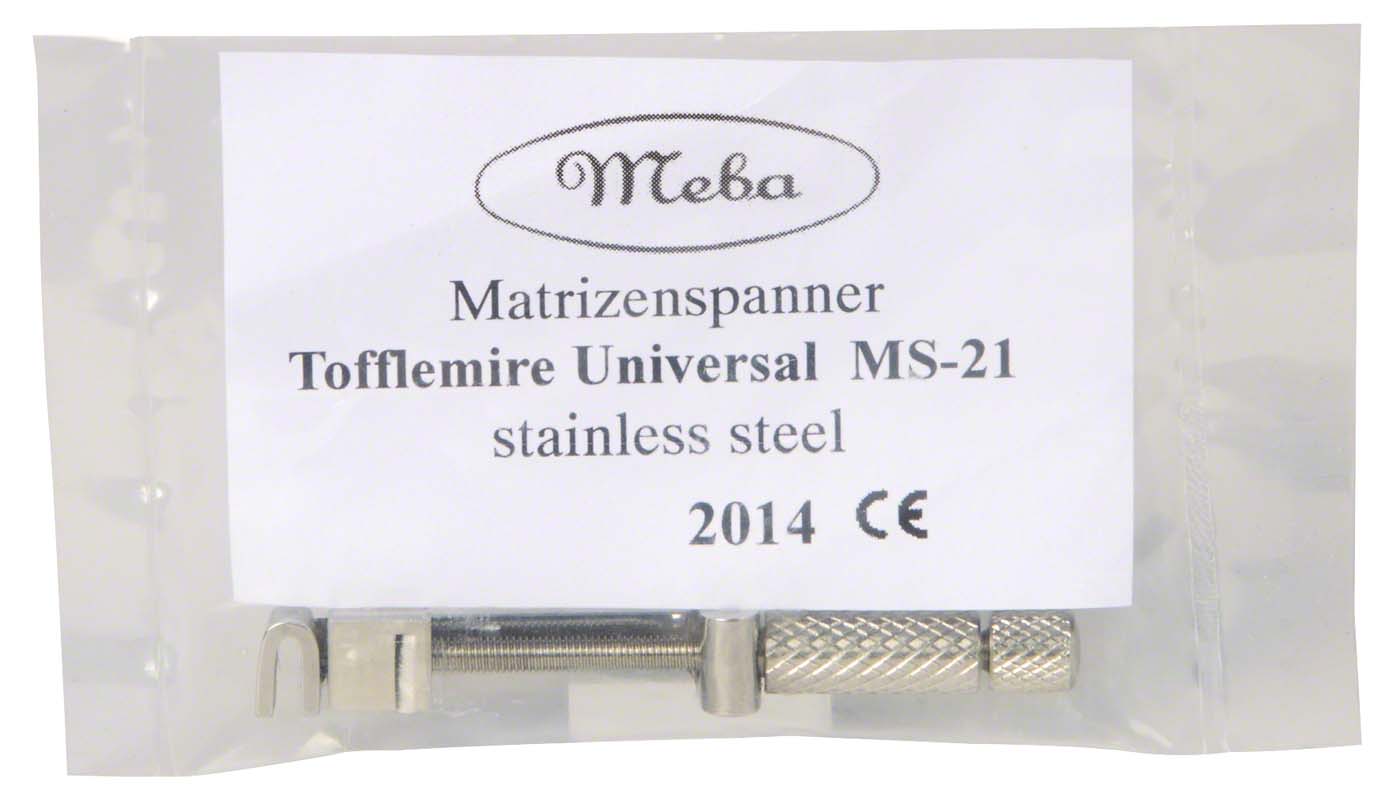 Meba
Matrizenspanner
Tofflemire Universal MS-21
stainless steel
2014 CE